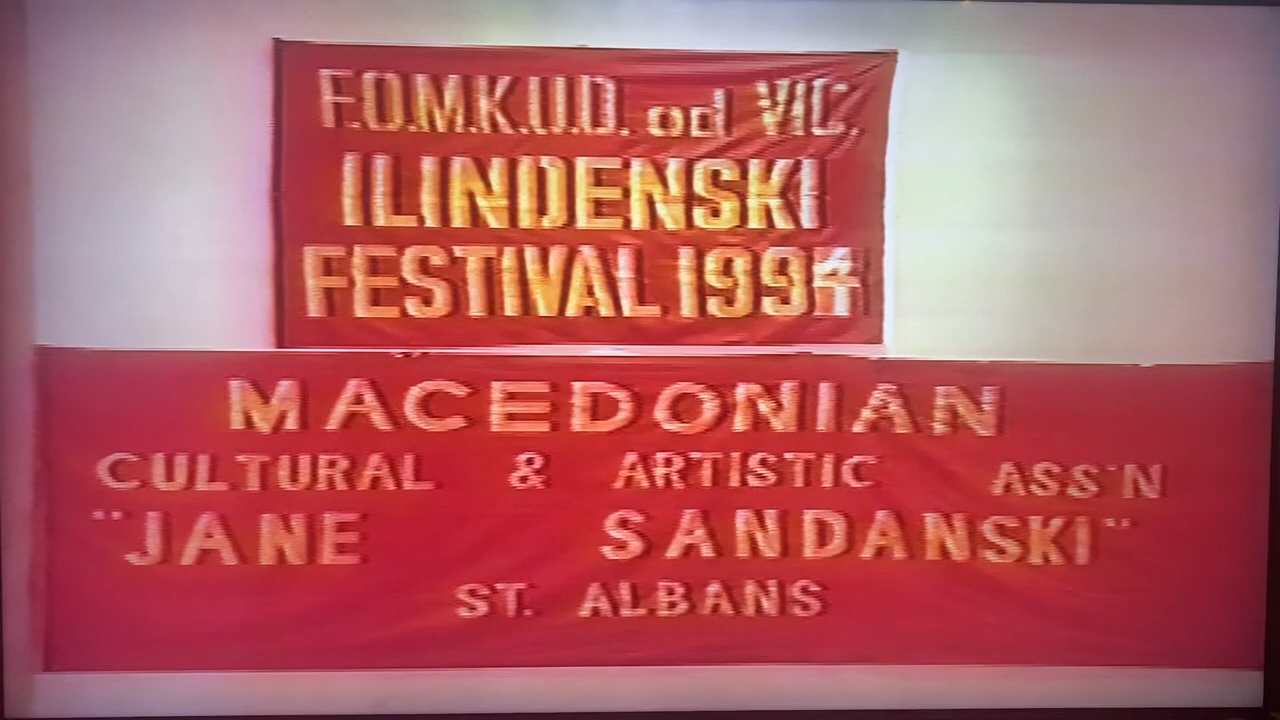 F.O.M.K.U.D. od VIC.
ILINDENSKI
FESTIVAL 1994
MACEDONIAN
CULTURAL & ARTISTIC ASS'N
"JANE SANDANSKI"
ST. ALBANS